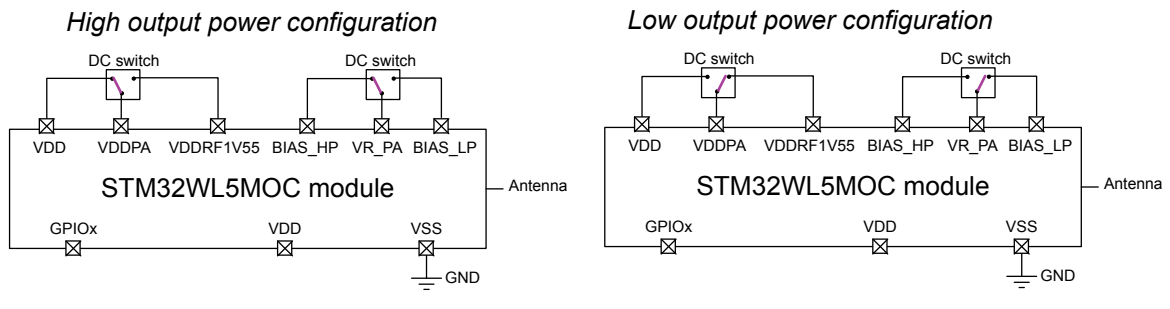 High output power configuration
DC switch DC switch
VDD VDDPA VDDRF1V55 BIAS_HP VR_PA BIAS_LP
STM32WL5MOC module
Antenna
GPIOx VDD VSS
GND
Low output power configuration
DC switch DC switch
VDD VDDPA VDDRF1V55 BIAS_HP VR_PA BIAS_LP
STM32WL5MOC module
Antenna
GPIOx VDD VSS
GND